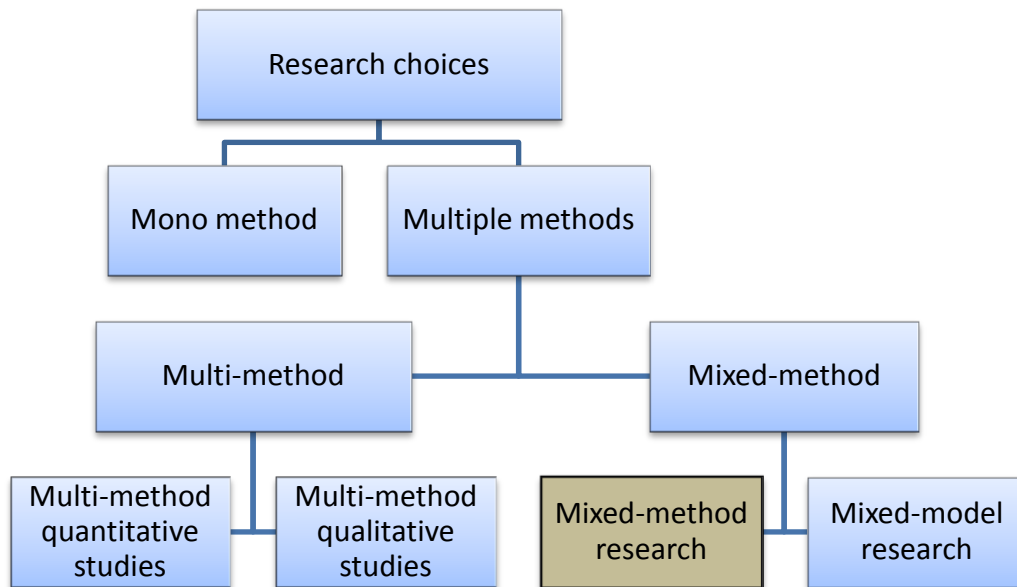 Research choices
Mono method
Multiple methods
Multi-method
Mixed-method
Multi-method
quantitative
studies
Multi-method
qualitative
studies
Mixed-method
research
Mixed-model
research